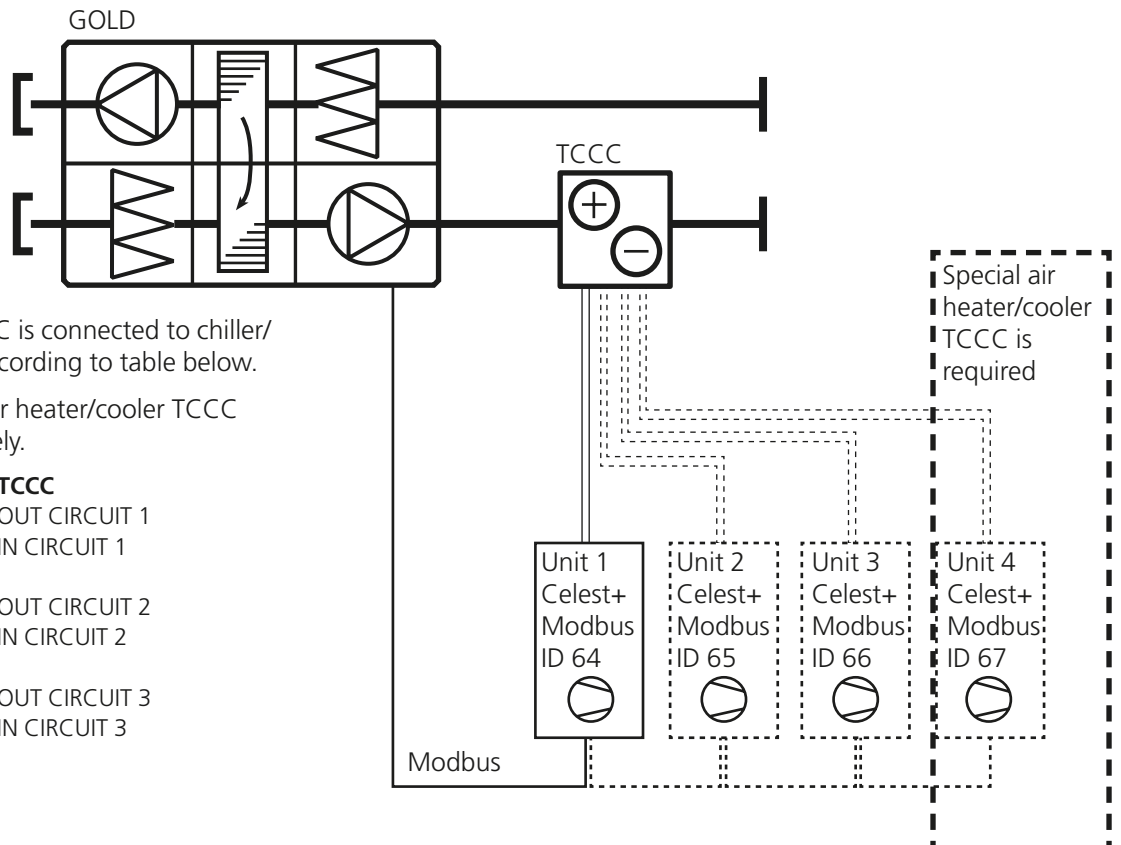 GOLD
TCCC
Special air
heater/cooler
TCCC is
required
C is connected to chiller/
cording to table below.
r heater/cooler TCCC
ely.
TCCC
OUT CIRCUIT 1
IN CIRCUIT 1
OUT CIRCUIT 2
IN CIRCUIT 2
OUT CIRCUIT 3
IN CIRCUIT 3
Unit 1
Celest+
Modbus
ID 64
Unit 2
Celest+
Modbus
ID 65
Unit 3
Celest+
Modbus
ID 66
Unit 4
Celest+
Modbus
ID 67
Modbus